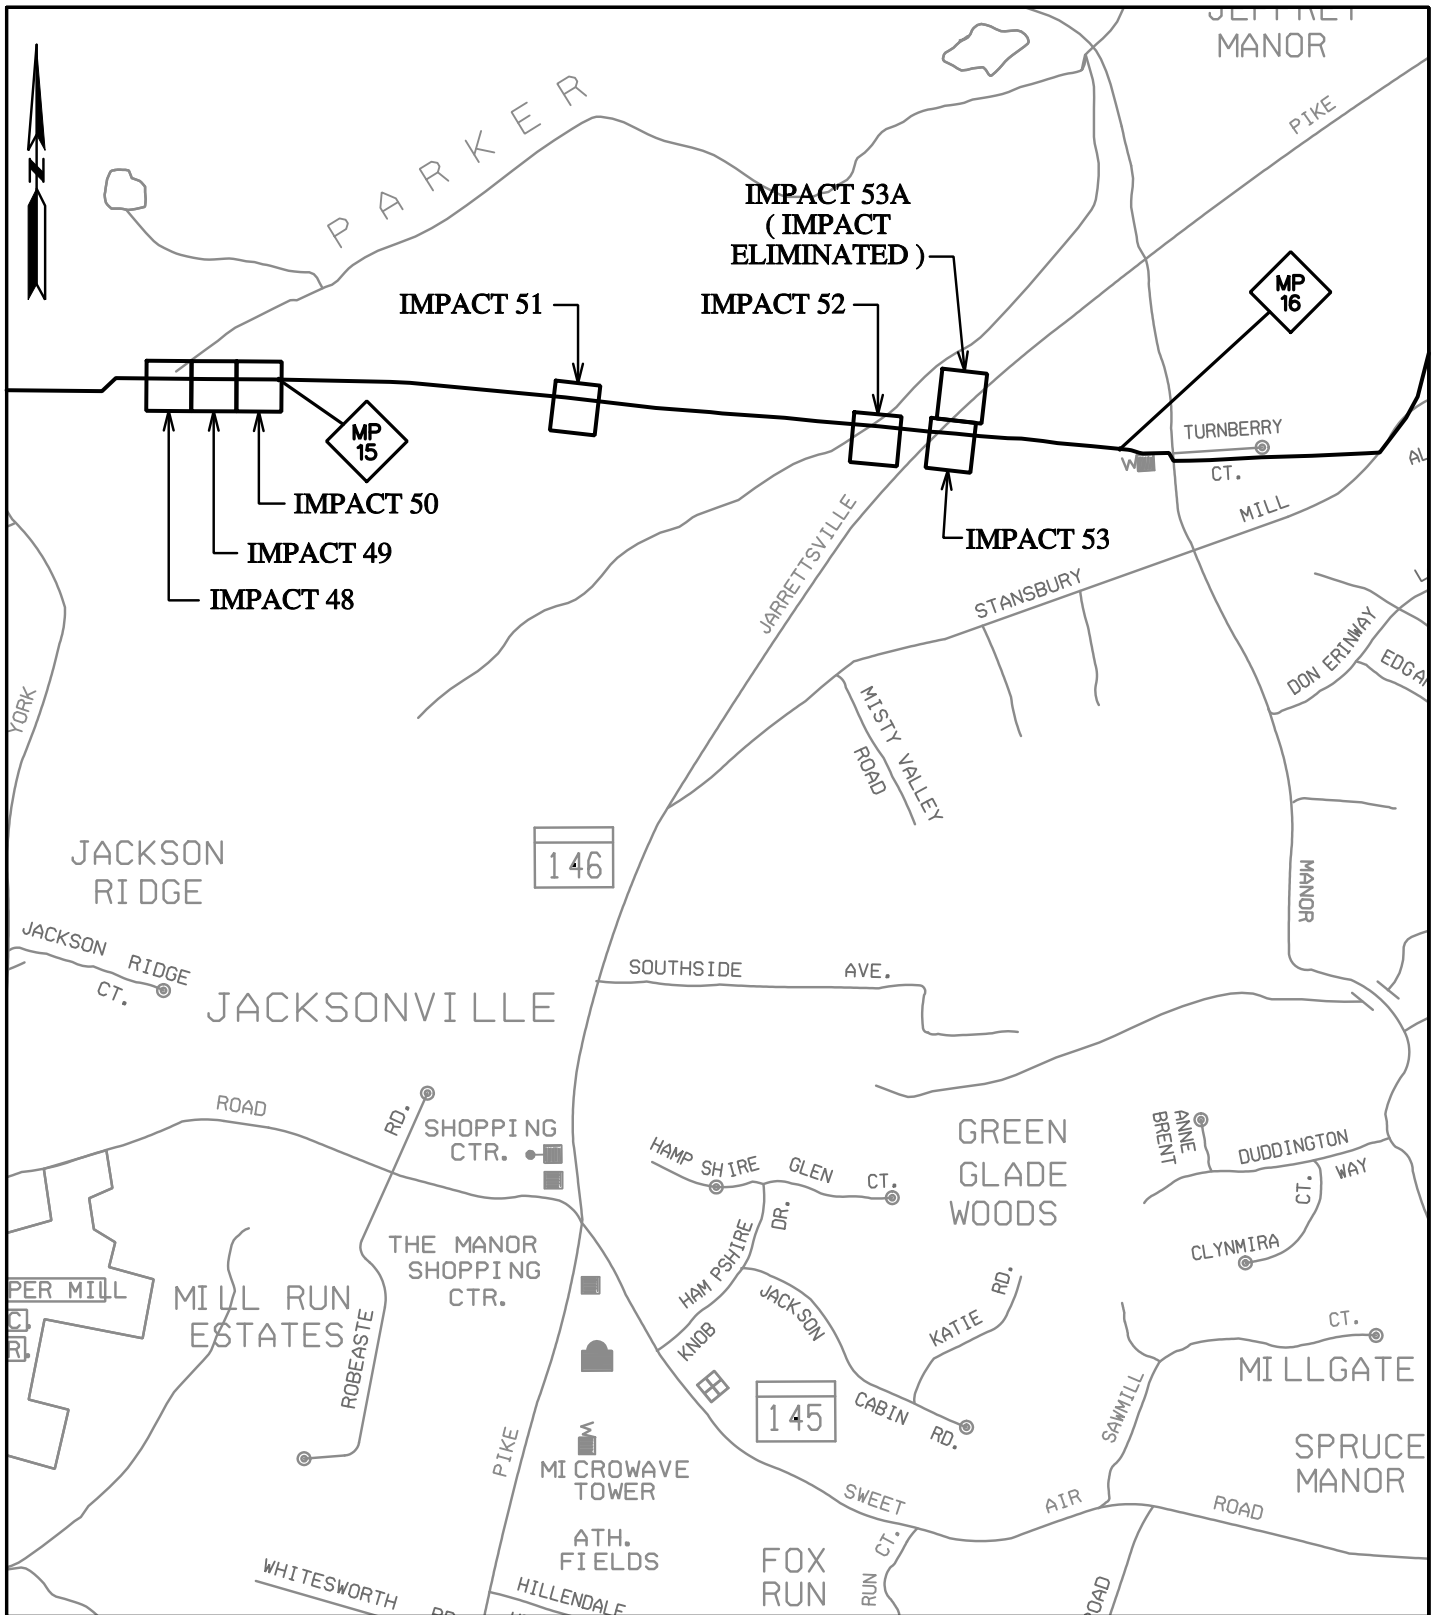 MANOR
PIKE
N
PARKER
IMPACT 53A
( IMPACT
ELIMINATED )
IMPACT 51
IMPACT 52
MP
16
MP
15
TURNBERRY
CT.
W
MILL
IMPACT 50
IMPACT 49
IMPACT 48
IMPACT 53
JARRETTSVILLE
STANSBURY
DON ERINWAY
YORK
MISTY VALLEY
ROAD
JACKSON
RIDGE
146
MANOR
JACKSON RIDGE
CT.
SOUTHSIDE AVE.
JACKSONVILLE
ROAD
RD.
SHOPPING
CTR.
HAMPSHIRE GLEN CT.
GREEN
GLADE
WOODS
ANNE
BRENT
DUDDINGTON
WAY
CT.
CLYNMIRA
DR.
HAMPSHIRE
KNOB
THE MANOR
SHOPPING
CTR.
PER MILL
C.
R.
MILL RUN
ESTATES
ROBEASTE
JACKSON
CABIN RD.
KATIE RD.
CT.
MILLGATE
145
SAWMILL
SPRUCE
MANOR
PIKE
W
MICROWAVE
TOWER
SWEET AIR ROAD
ATH.
FIELDS
FOX
RUN
RUN CT.
WHITESWORTH
HILLENDALE
ROAD